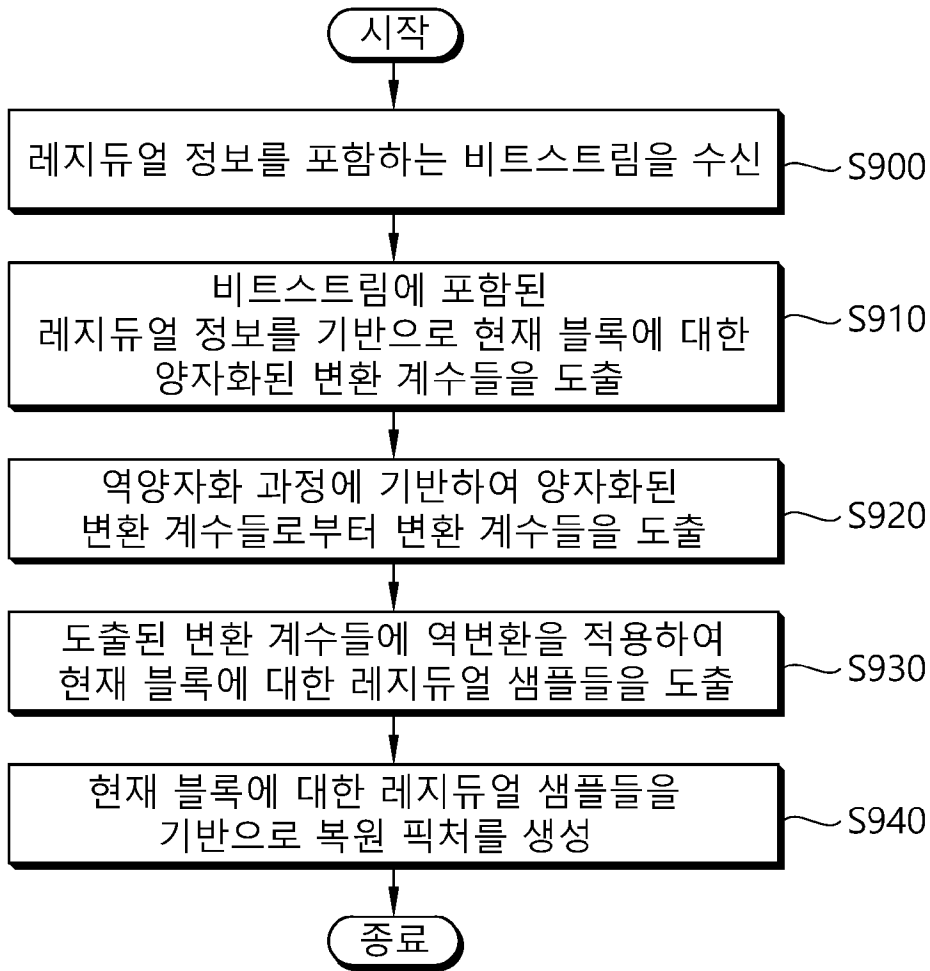 시작
레지듀얼 정보를 포함하는 비트스트림을 수신
S900
비트스트림에 포함된
레지듀얼 정보를 기반으로 현재 블록에 대한
양자화된 변환 계수들을 도출
S910
역양자화 과정에 기반하여 양자화된
변환 계수들로부터 변환 계수들을 도출
S920
도출된 변환 계수들에 역변환을 적용하여
현재 블록에 대한 레지듀얼 샘플들을 도출
S930
현재 블록에 대한 레지듀얼 샘플들을
기반으로 복원 픽처를 생성
S940
종료